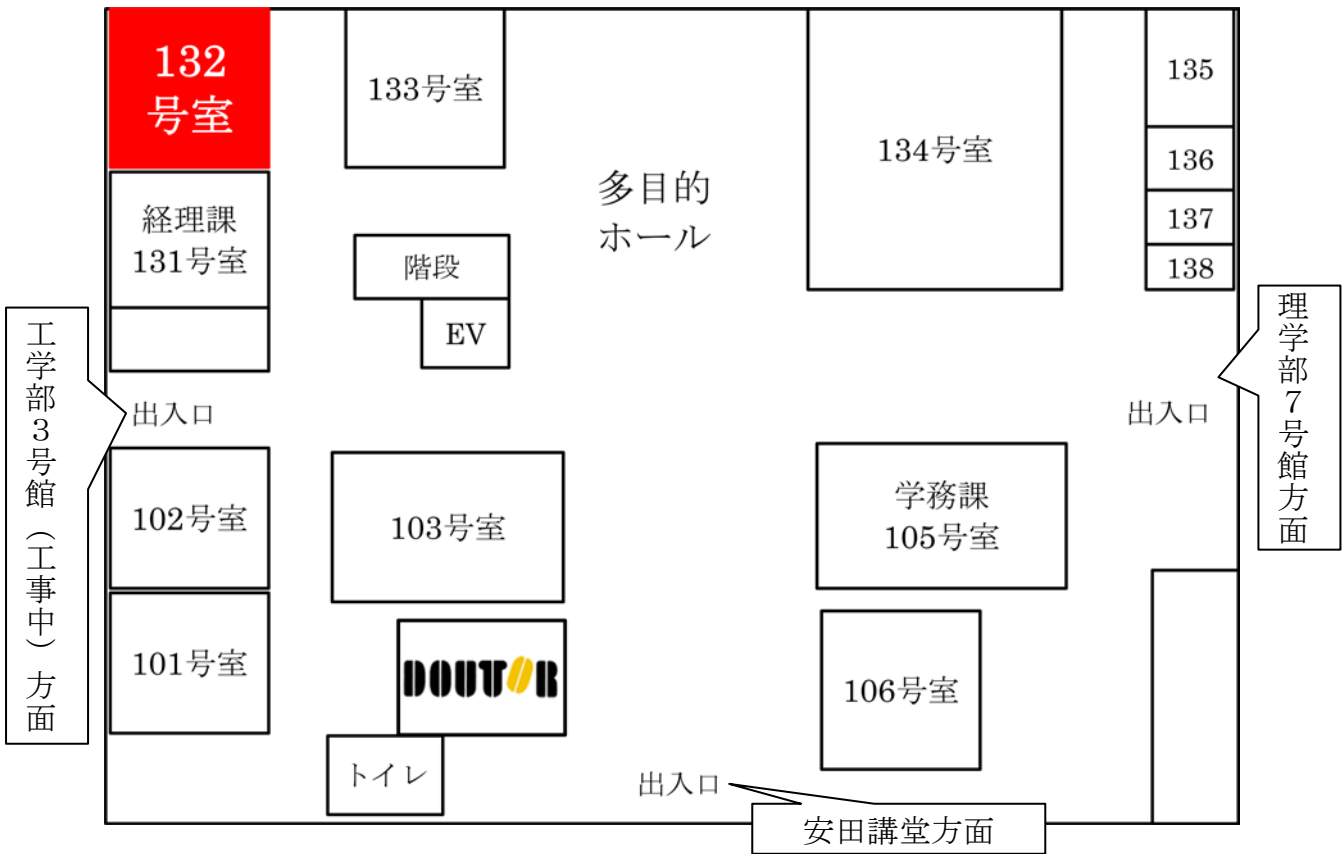 132
号室
133号室
134号室
135
136
137
138
経理課
131号室
多目的
ホール
階段
EV
工学部3号館（工事中）方面
出入口
理学部7号館方面
出入口
102号室
103号室
学務課
105号室
101号室
DOUTOR
106号室
トイレ
出入口
安田講堂方面